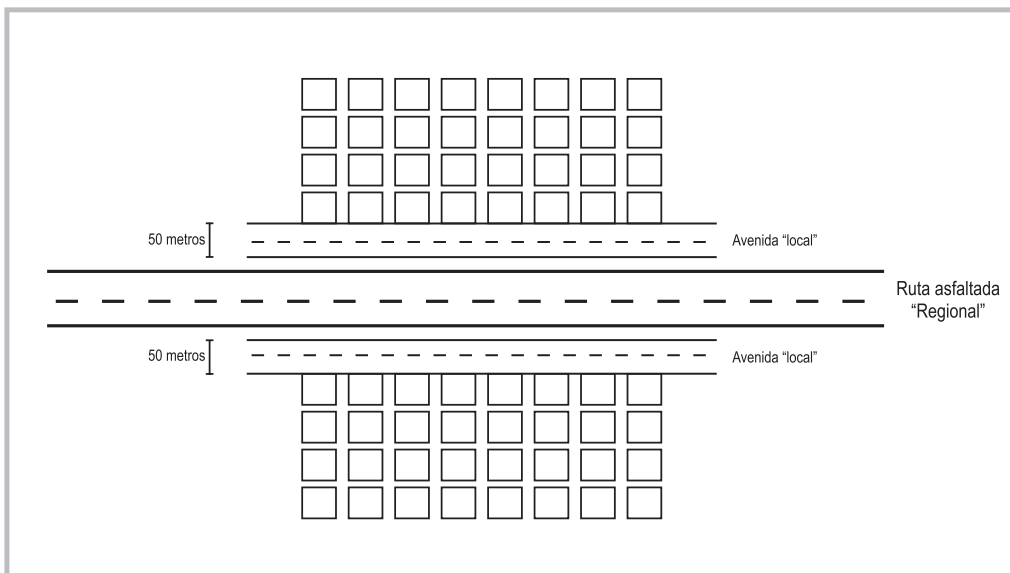 50 metros
Avenida “local”
Ruta asfaltada
“Regional”
50 metros
Avenida “local”